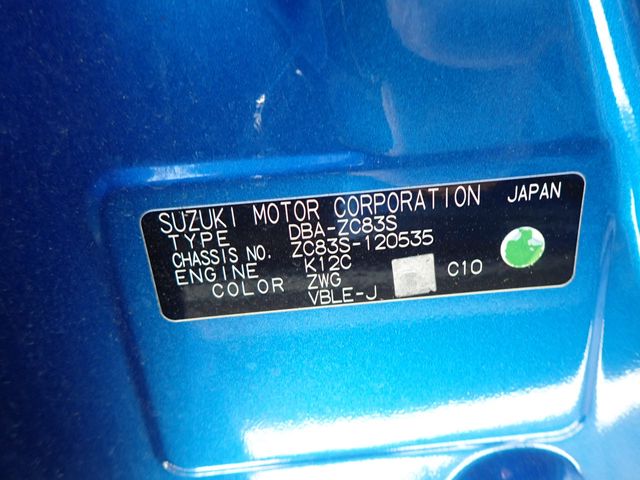 SUZUKI MOTOR CORPORATION JAPAN
TYPE DBA-ZC83S
CHASSIS NO. ZC83S-120535
ENGINE K12C
COLOR ZWG C10
VBLE-J